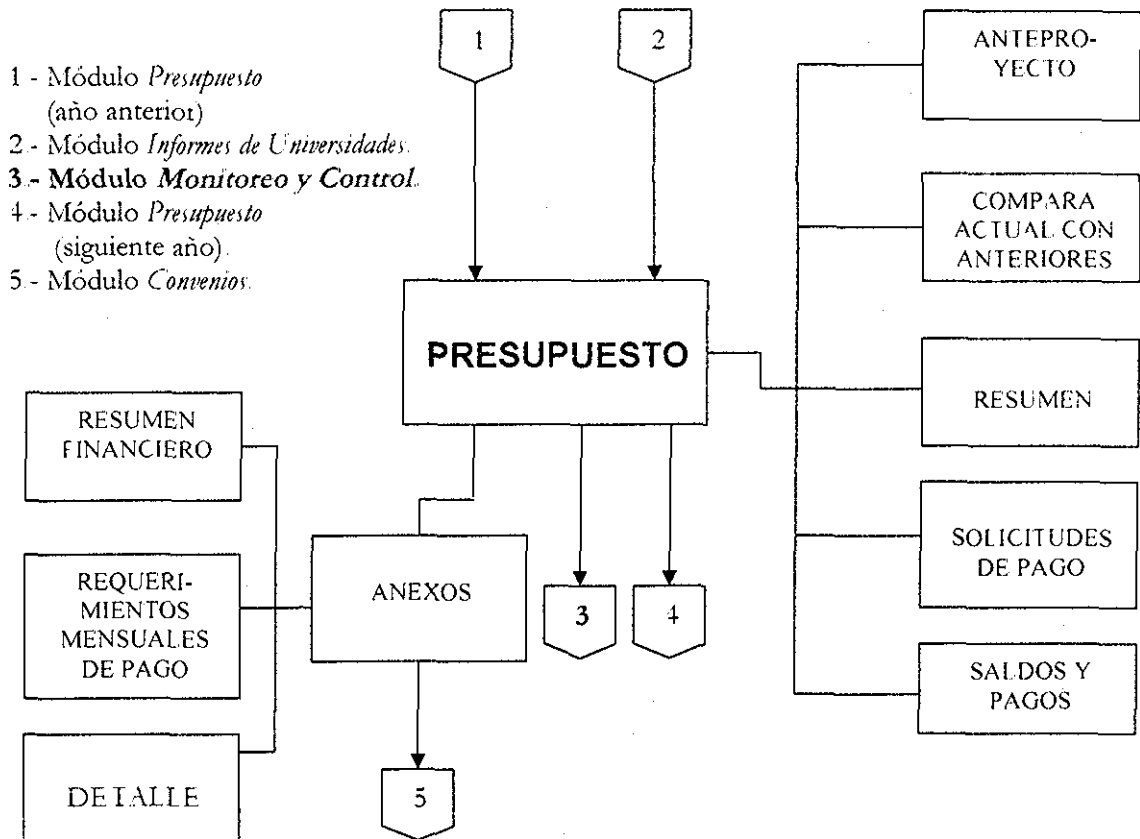 1 - Módulo Presupuesto
(año anterior)
2.- Módulo Informes de Universidades.
3.- Módulo Monitoreo y Control.
4 - Módulo Presupuesto
(siguiente año).
5.- Módulo Convenios.
1
2
PRESUPUESTO
ANTEPRO-
YECTO
COMPARA
ACTUAL CON
ANTERIORES
RESUMEN
SOLICITUDES
DE PAGO
SALDOS Y
PAGOS
RESUMEN
FINANCIERO
REQUERI-
MIENTOS
MENSUALES
DE PAGO
DETALLE
ANEXOS
3
4
5